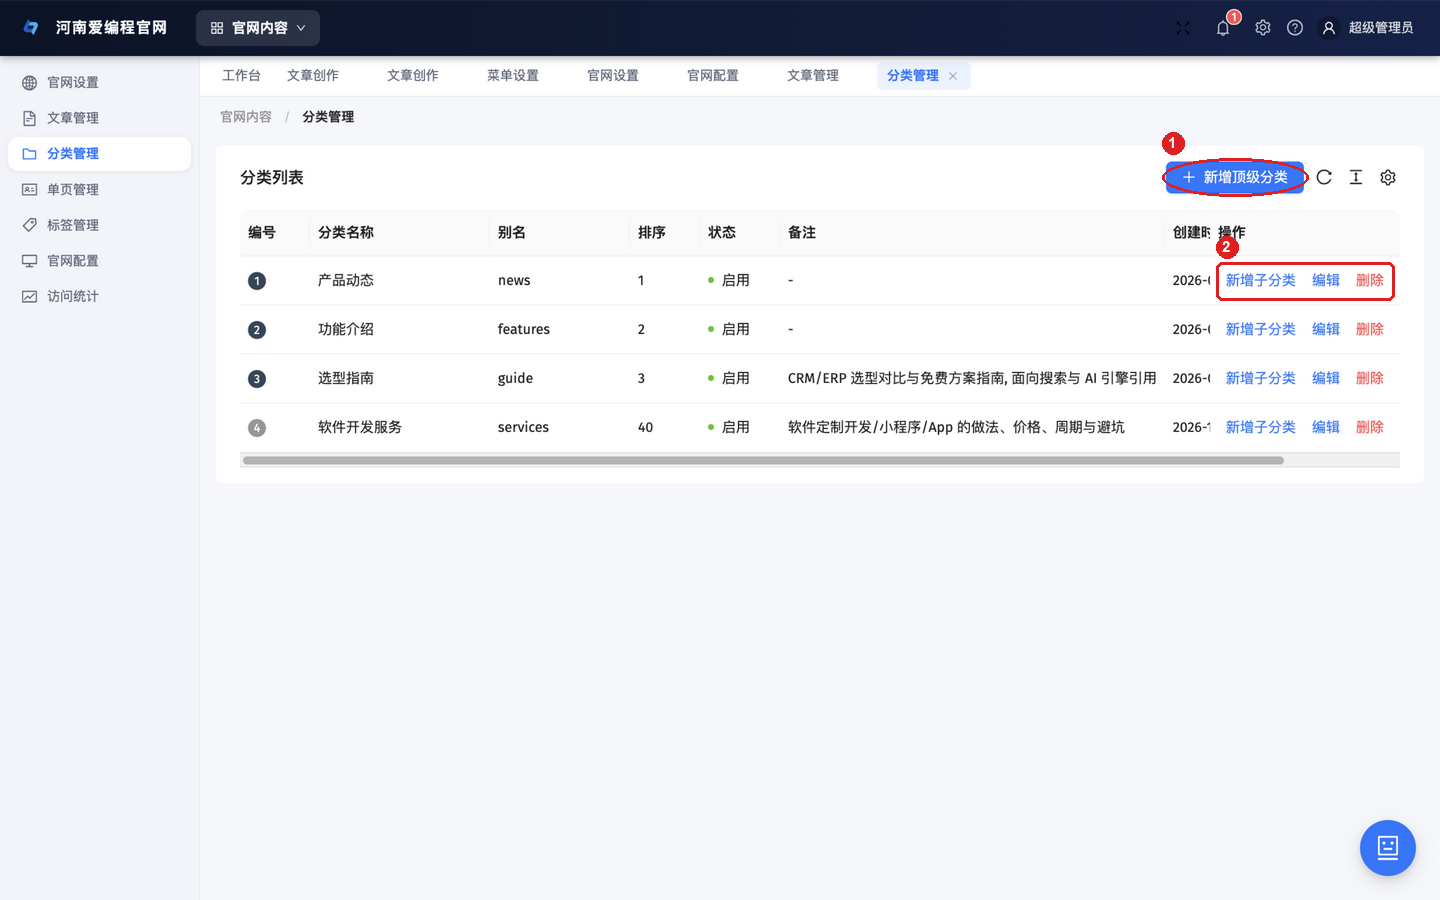 河南爱编程官网
官网内容
1
超级管理员
官网设置
文章管理
分类管理
单页管理
标签管理
官网配置
访问统计
工作台 文章创作 文章创作 菜单设置 官网设置 官网配置 文章管理 分类管理
官网内容 / 分类管理
分类列表
1
新增顶级分类
编号 分类名称 别名 排序 状态 备注 创建时 操作
2
1 产品动态 news 1 启用 - 2026- 新增子分类 编辑 删除
2 功能介绍 features 2 启用 - 2026- 新增子分类 编辑 删除
3 选型指南 guide 3 启用 CRM/ERP 选型对比与免费方案指南, 面向搜索与 AI 引擎引用 2026- 新增子分类 编辑 删除
4 软件开发服务 services 40 启用 软件定制开发/小程序/App 的做法、价格、周期与避坑 2026- 新增子分类 编辑 删除